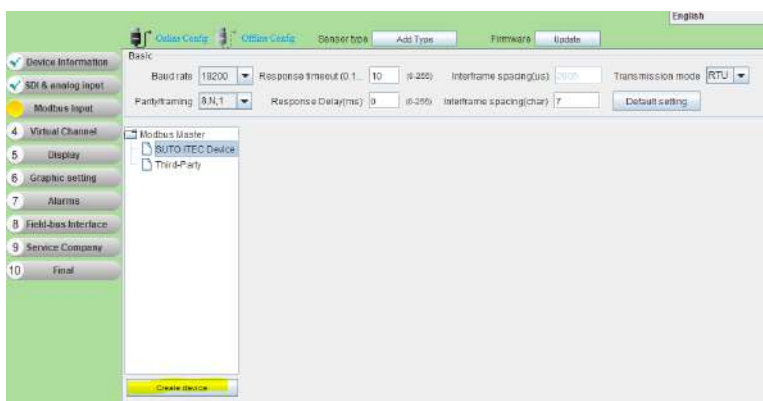 English
Online Config Offline Config Sensor type Add Type Firmware Update
Device Information
Basic
Baud rate 19200 Response timeout (0.1... 10 (0-255) Interframe spacing(us) Transmission mode RTU
SDI & analog input
Modbus Input
Parity/framing 8,N,1 Response Delay(ms) 0 (0-255) Interframe spacing(char) 7 Default setting
4 Virtual Channel
Modbus Master
SUTO iTEC Device
5 Display
Third-Party
6 Graphic setting
7 Alarms
8 Field-bus Interface
9 Service Company
10 Final
Create device